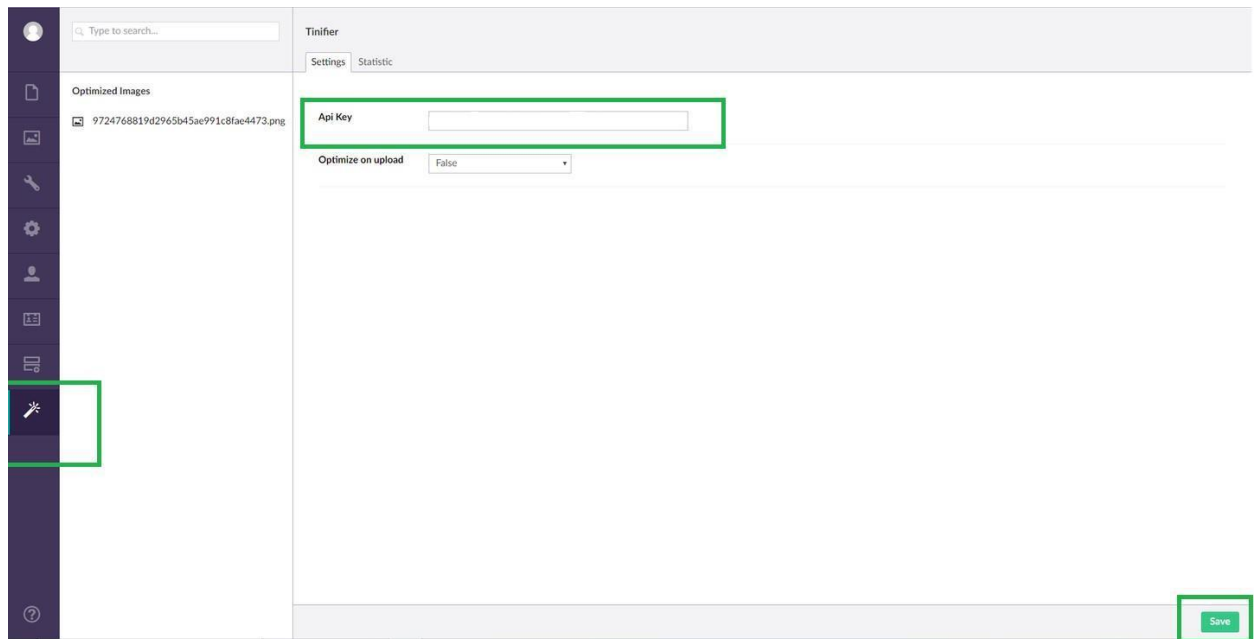 Type to search...
Optimized Images
9724768819d2965b45ae991c8fae4473.png
Tinifier
Settings Statistic
Api Key
Optimize on upload False
Save